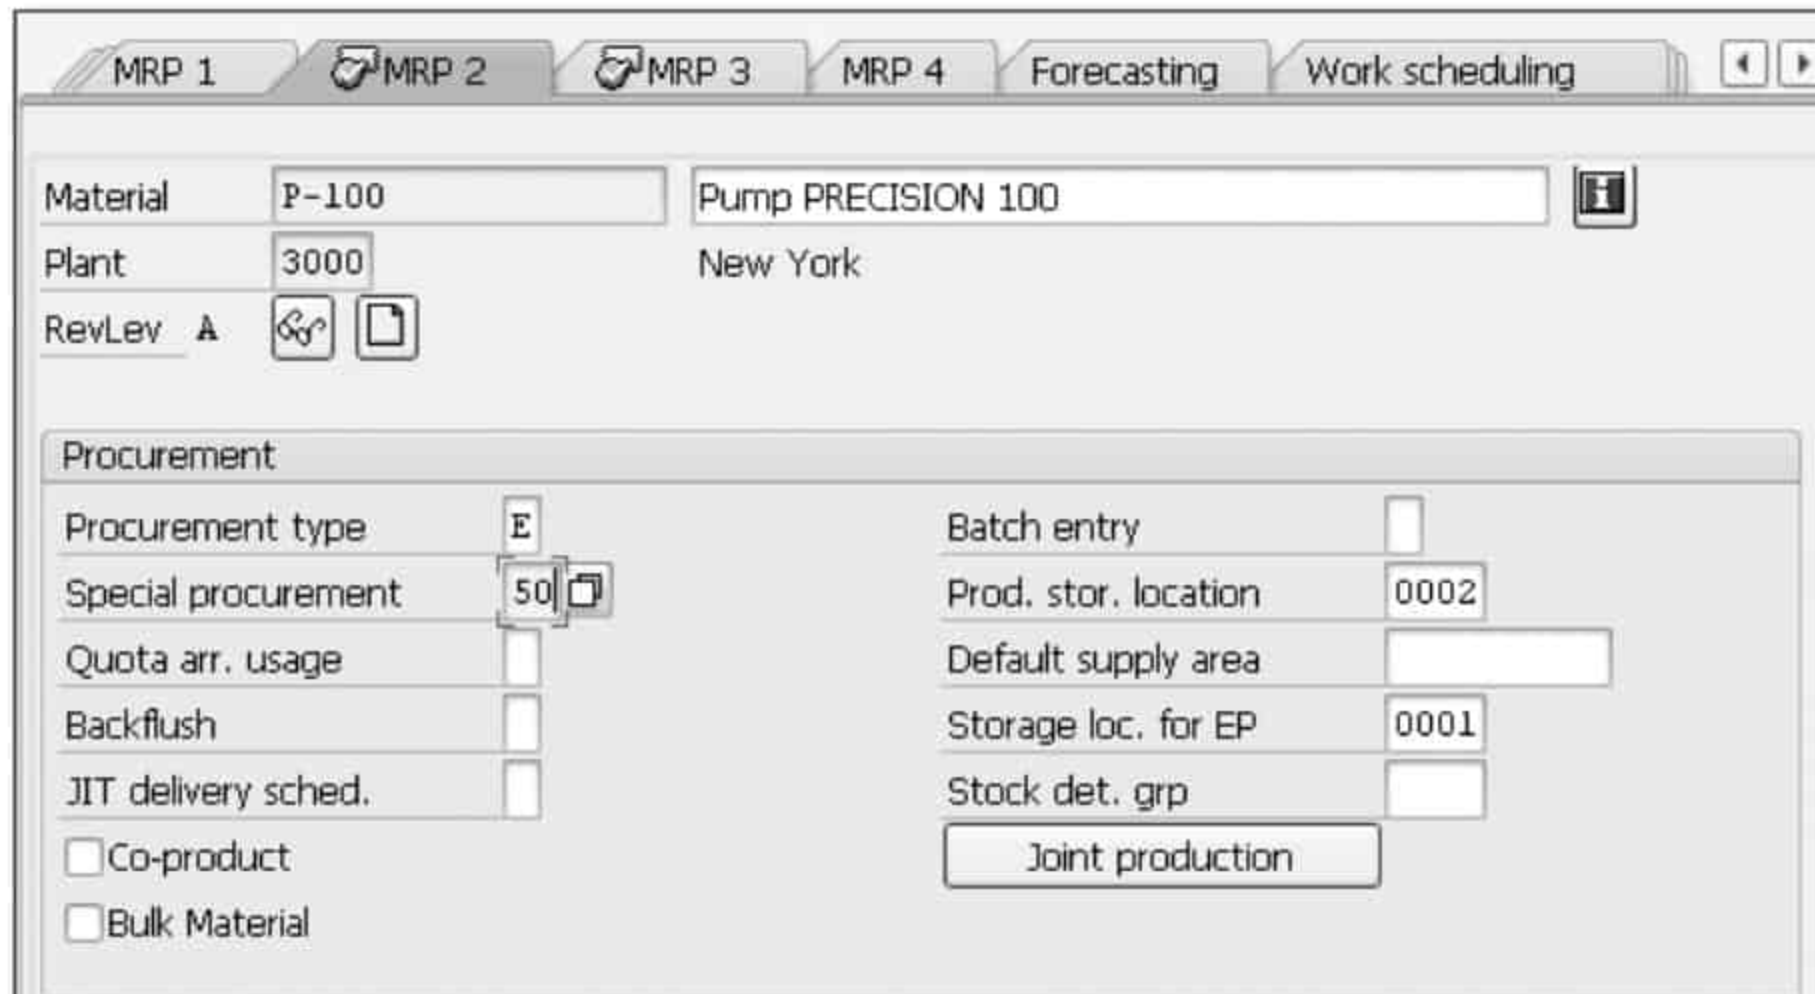 MRP 1 MRP 2 MRP 3 MRP 4 Forecasting Work scheduling
Material P-100 Pump PRECISION 100
Plant 3000 New York
RevLev A
Procurement
Procurement type E Batch entry
Special procurement 50 Prod. stor. location 0002
Quota arr. usage Default supply area
Backflush Storage loc. for EP 0001
JIT delivery sched. Stock det. grp
Co-product Joint production
Bulk Material